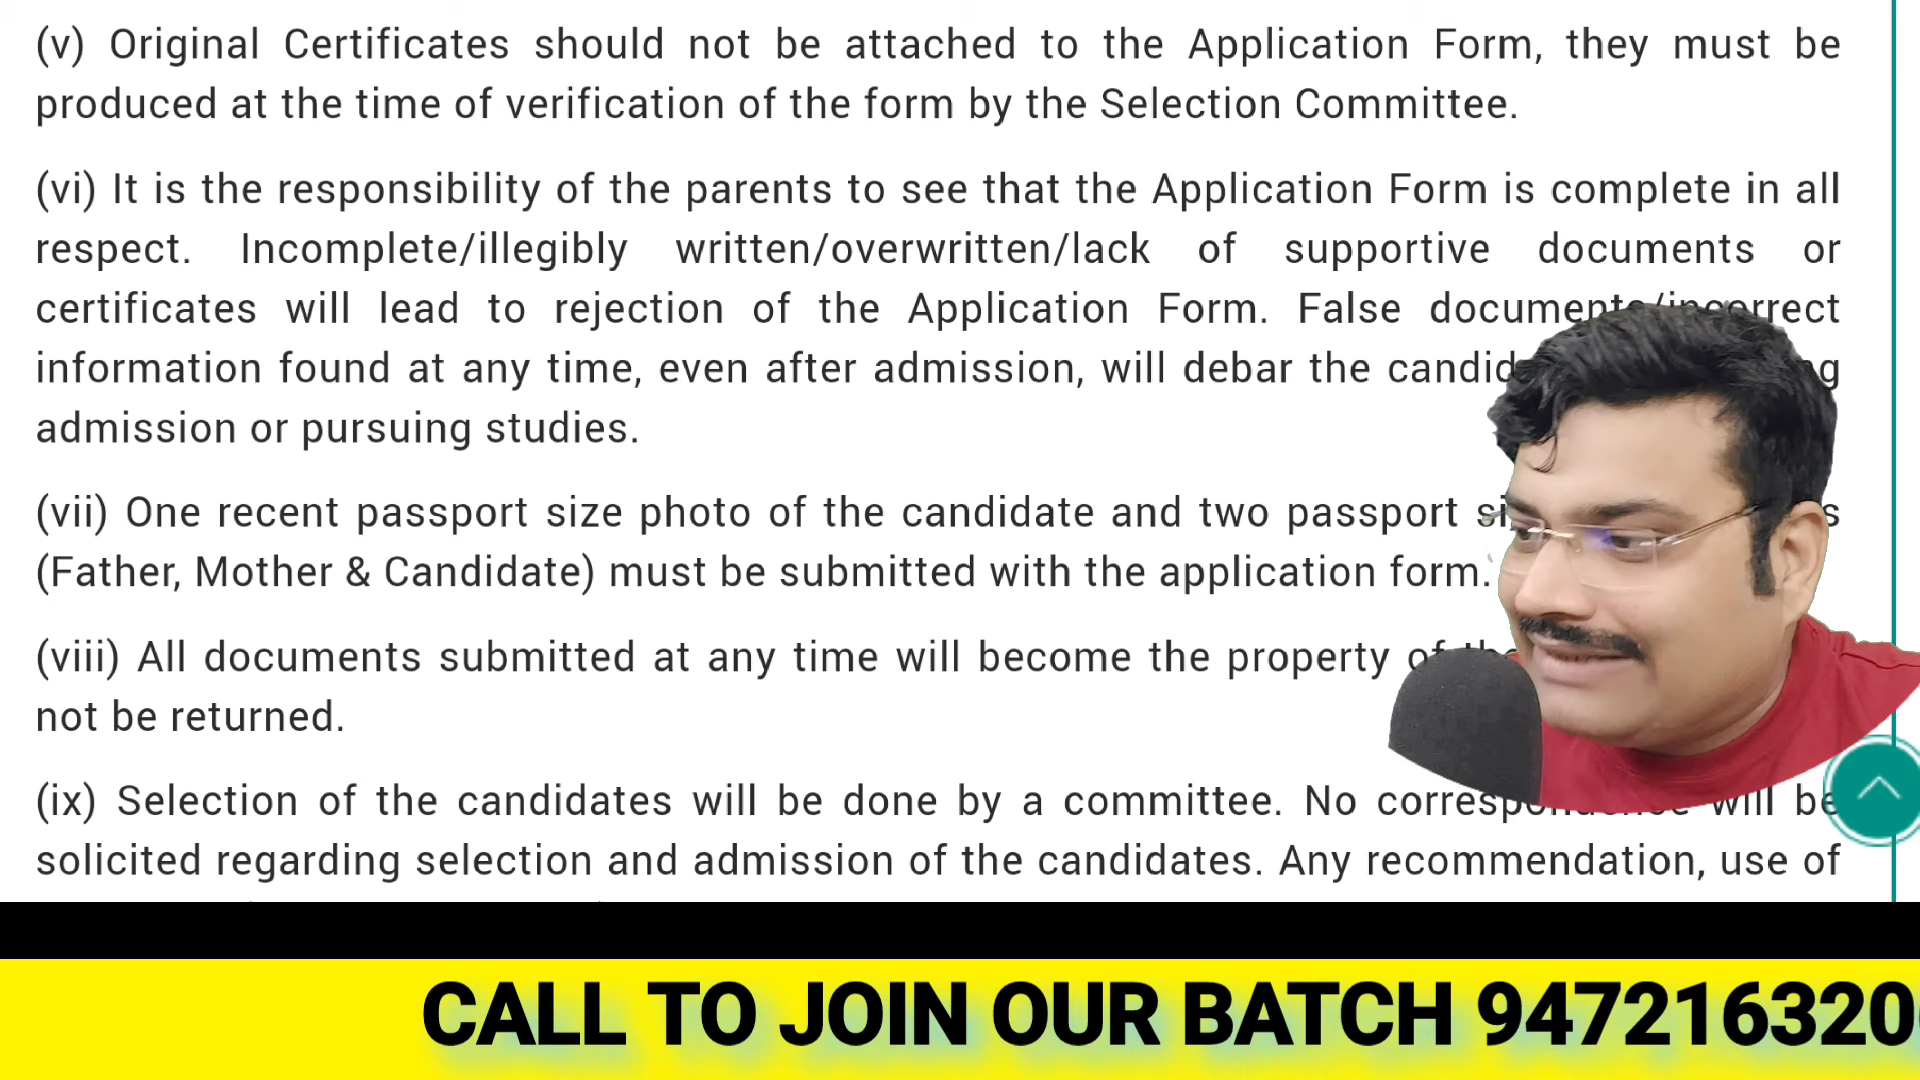 (v) Original Certificates should not be attached to the Application Form, they must be
produced at the time of verification of the form by the Selection Committee.
(vi) It is the responsibility of the parents to see that the Application Form is complete in all
respect. Incomplete/illegibly written/overwritten/lack of supportive documents or
certificates will lead to rejection of the Application Form. False documents/incorrect
information found at any time, even after admission, will debar the
admission or pursuing studies.
(vii) One recent passport size photo of the candidate and two passport
(Father, Mother & Candidate) must be submitted with the application form.
(viii) All documents submitted at any time will become the property of
not be returned.
(ix) Selection of the candidates will be done by a committee. No correspondence will be
solicited regarding selection and admission of the candidates. Any recommendation, use of
CALL TO JOIN OUR BATCH 947216320